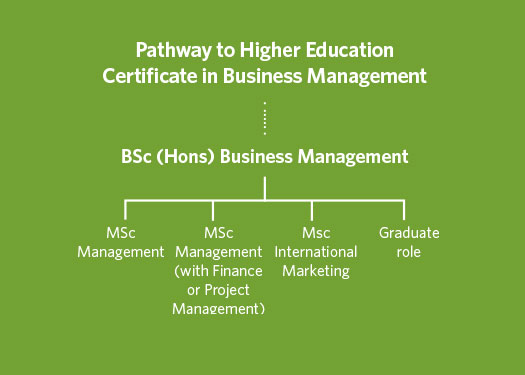 Pathway to Higher Education
Certificate in Business Management
BSc (Hons) Business Management
MSc
Management
MSc
Management
(with Finance
or Project
Management)
Msc
International
Marketing
Graduate
role